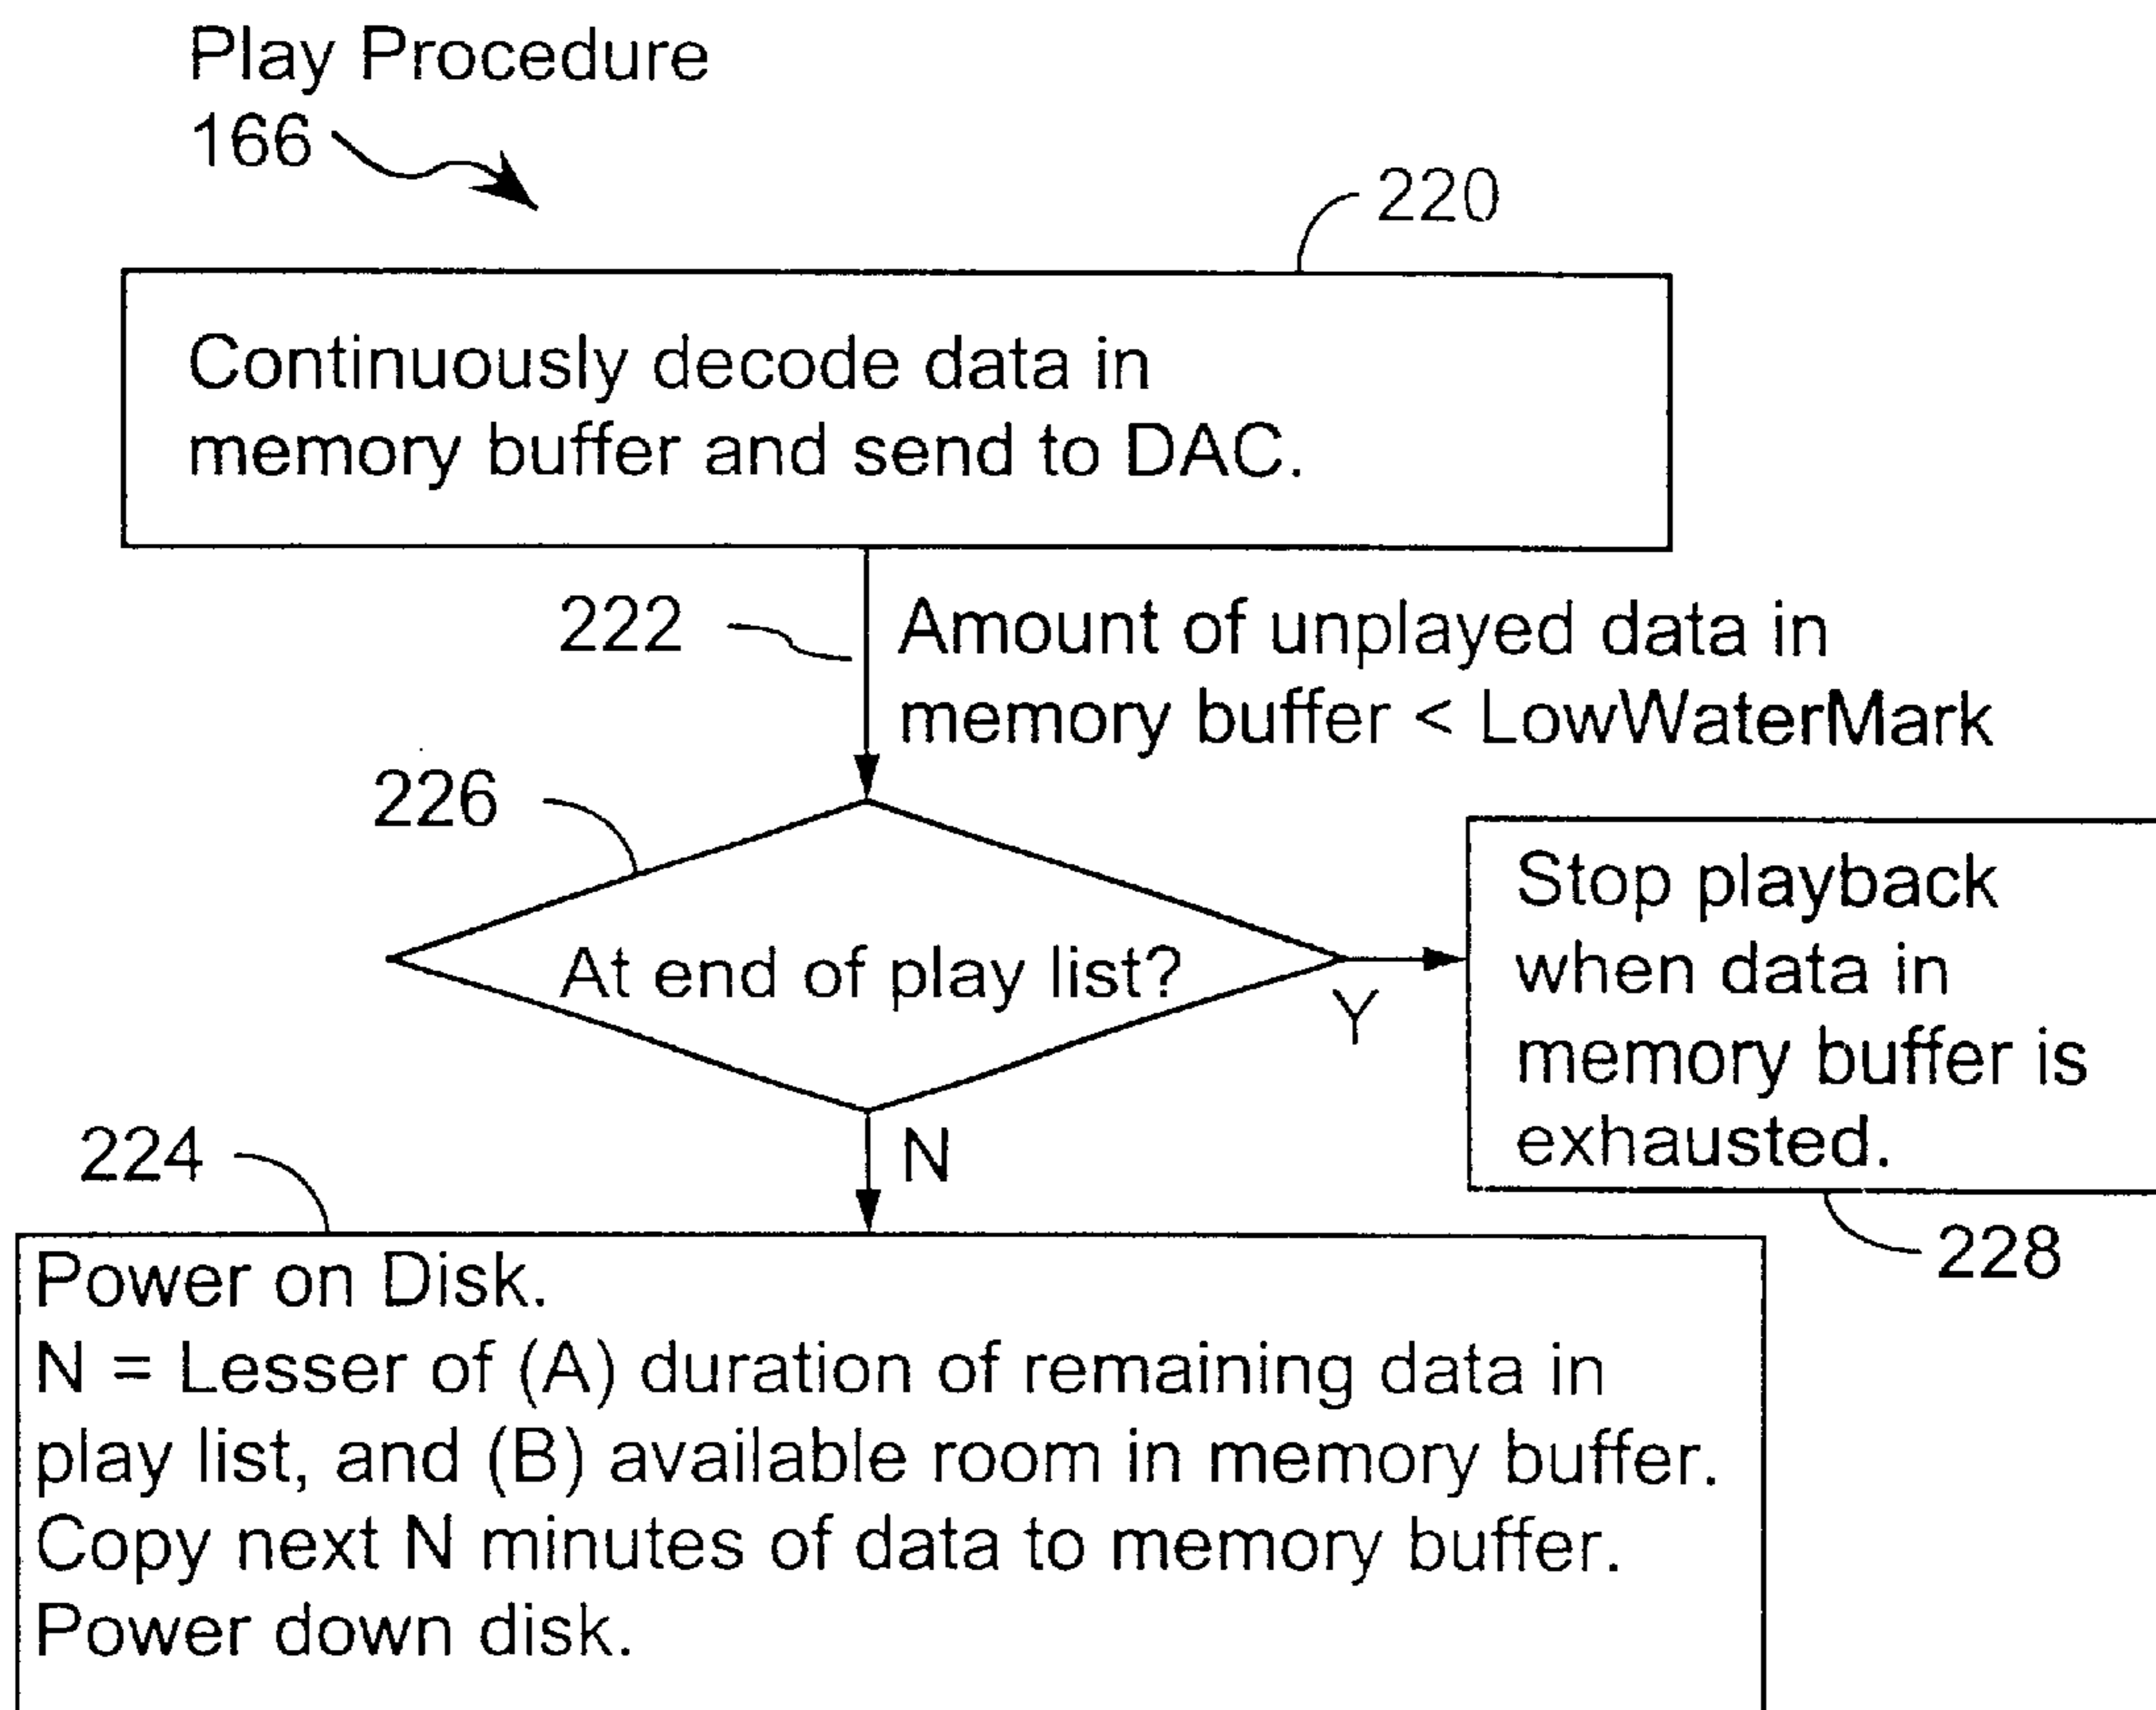 Play Procedure
166
220
Continuously decode data in
memory buffer and send to DAC.
222
Amount of unplayed data in
memory buffer < LowWaterMark
226
At end of play list?
Y
Stop playback
when data in
memory buffer is
exhausted.
228
N
224
Power on Disk.
N = Lesser of (A) duration of remaining data in
play list, and (B) available room in memory buffer.
Copy next N minutes of data to memory buffer.
Power down disk.